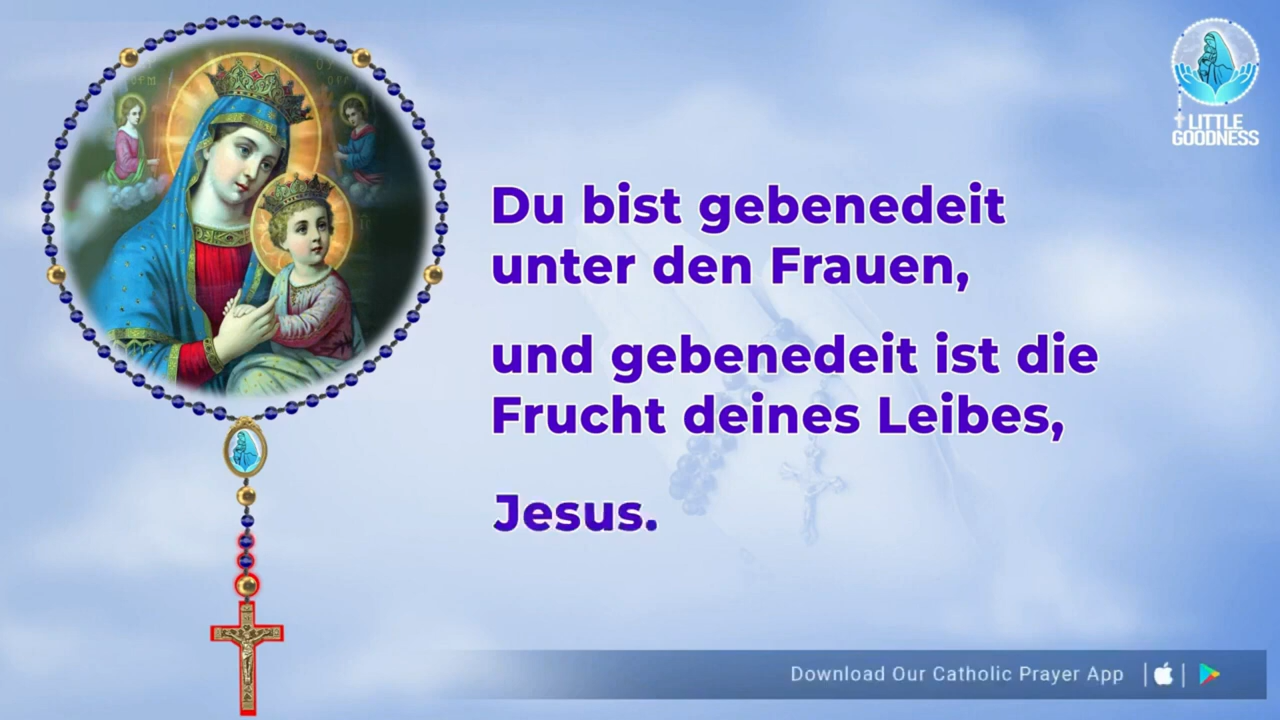 LITTLE
GOODNESS
Du bist gebenedeit
unter den Frauen,
und gebenedeit ist die
Frucht deines Leibes,
Jesus.
Download Our Catholic Prayer App